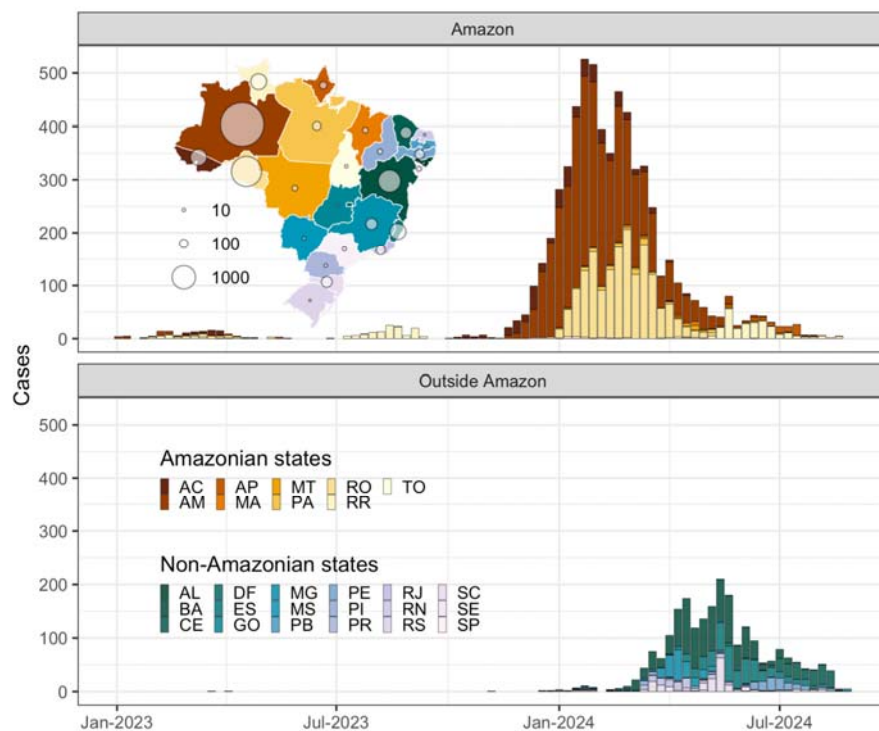 Amazon
500
400
300
200
100
0
10
100
1000
Cases
Outside Amazon
500
400
300
200
100
0
Amazonian states
AC AP MT RO TO
AM MA PA RR
Non-Amazonian states
AL DF MG PE RJ SC
BA ES MS PI RN SE
CE GO PB PR RS SP
Jan-2023 Jul-2023 Jan-2024 Jul-2024